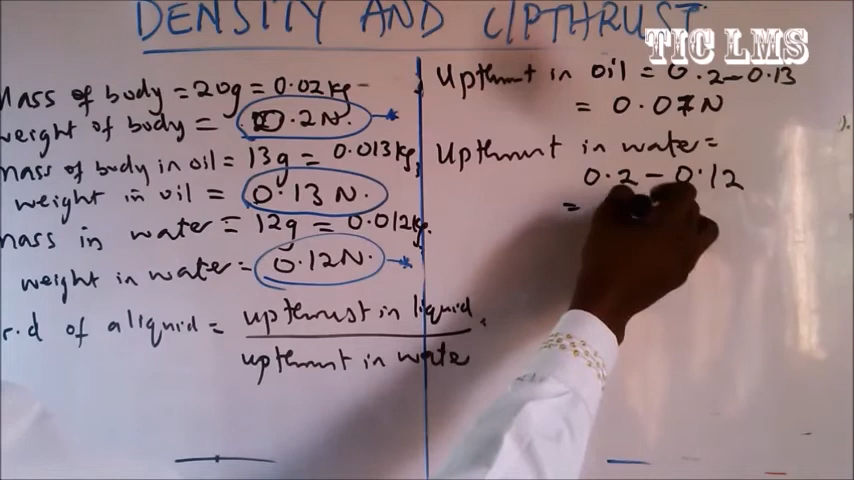 DENSITY AND UPTHRUST
TIC LMS
Mass of body = 20g = 0.02kg
weight of body = 0.2N.
mass of body in oil = 13g = 0.013kg
weight in oil = 0.13 N.
mass in water = 12g = 0.012kg.
weight in water = 0.12N.
r.d of a liquid = upthrust in liquid
upthrust in water
Upthrust in oil = 0.2-0.13
= 0.07N
Upthrust in water =
0.2-0.12
=